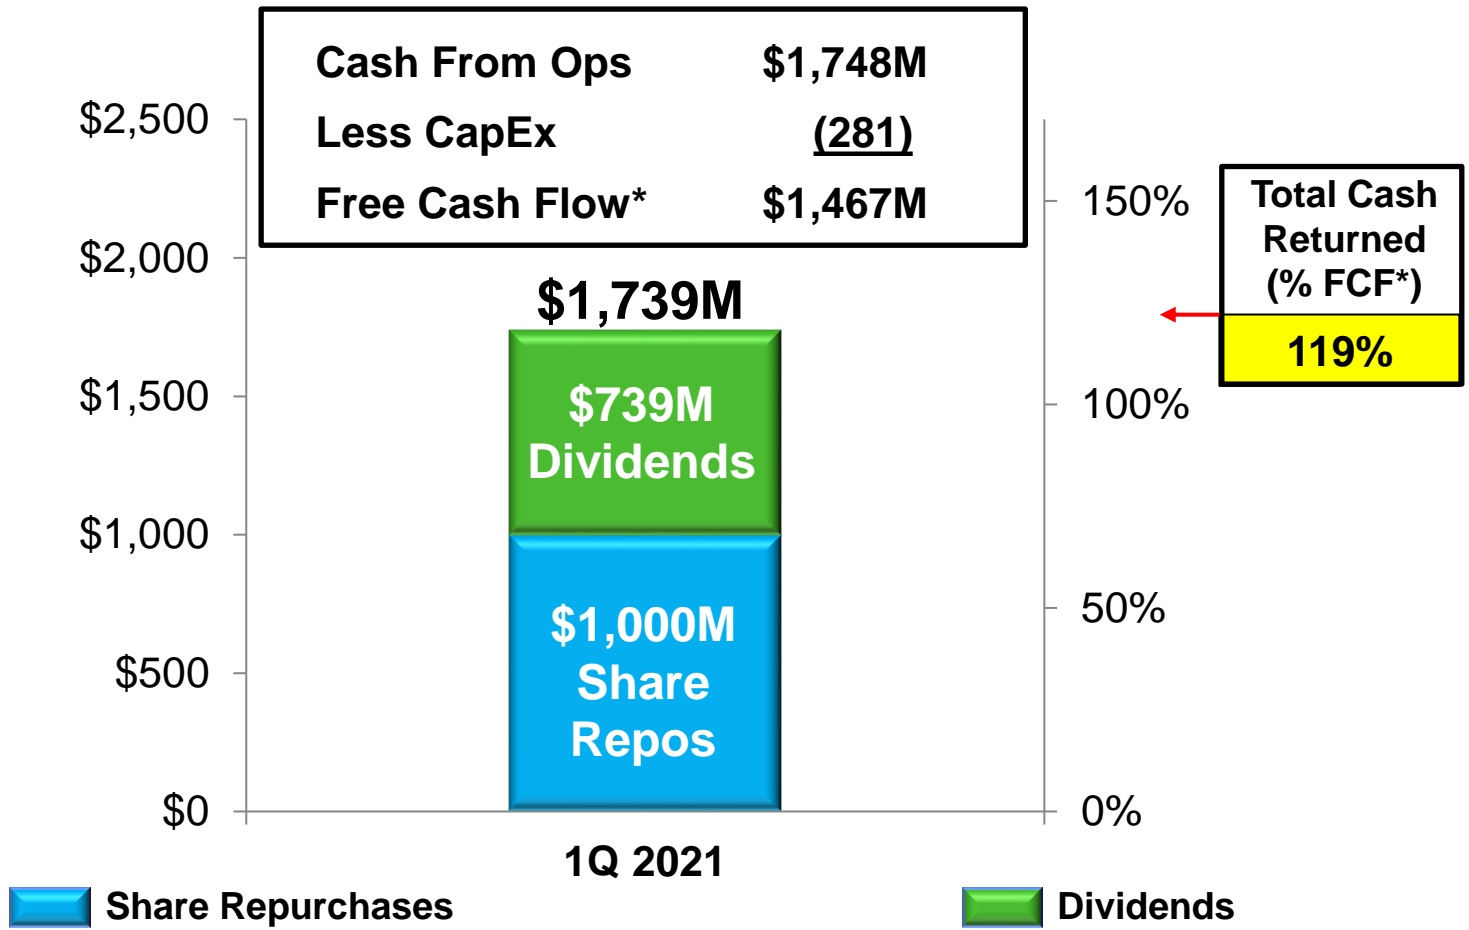 Cash From Ops $1,748M
Less CapEx (281)
Free Cash Flow* $1,467M
$2,500
$2,000
$1,500
$1,000
$500
$0
$1,739M
$739M
Dividends
$1,000M
Share
Repos
1Q 2021
150%
100%
50%
0%
Total Cash
Returned
(% FCF*)
119%
Share Repurchases
Dividends